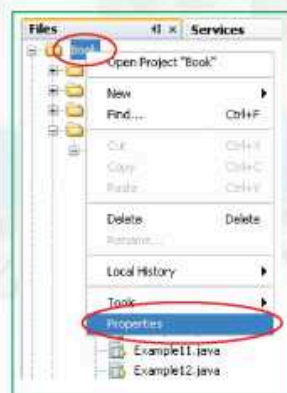 Files
Services
Book
Open Project "Book"
New
Find... Ctrl+F
Cut Ctrl+X
Copy Ctrl+C
Paste Ctrl+V
Delete Delete
Rename...
Local History
Tools
Properties
Example11.java
Example12.java